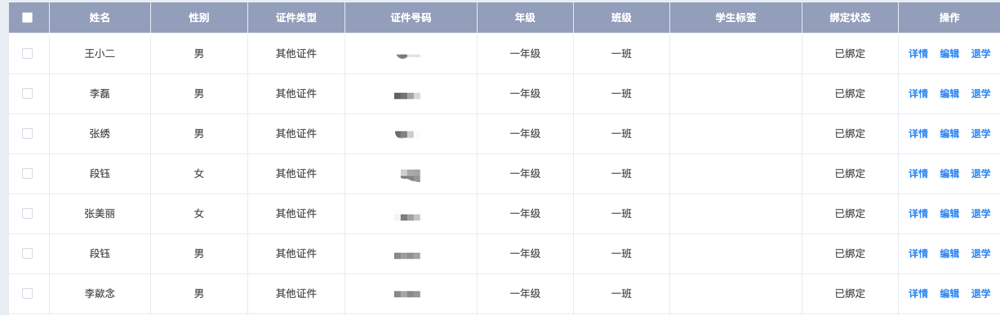 姓名 性别 证件类型 证件号码 年级 班级 学生标签 绑定状态 操作
王小二 男 其他证件 一年级 一班 已绑定 详情 编辑 退学
李磊 男 其他证件 一年级 一班 已绑定 详情 编辑 退学
张绣 男 其他证件 一年级 一班 已绑定 详情 编辑 退学
段钰 女 其他证件 一年级 一班 已绑定 详情 编辑 退学
张美丽 女 其他证件 一年级 一班 已绑定 详情 编辑 退学
段钰 男 其他证件 一年级 一班 已绑定 详情 编辑 退学
李歘念 男 其他证件 一年级 一班 已绑定 详情 编辑 退学